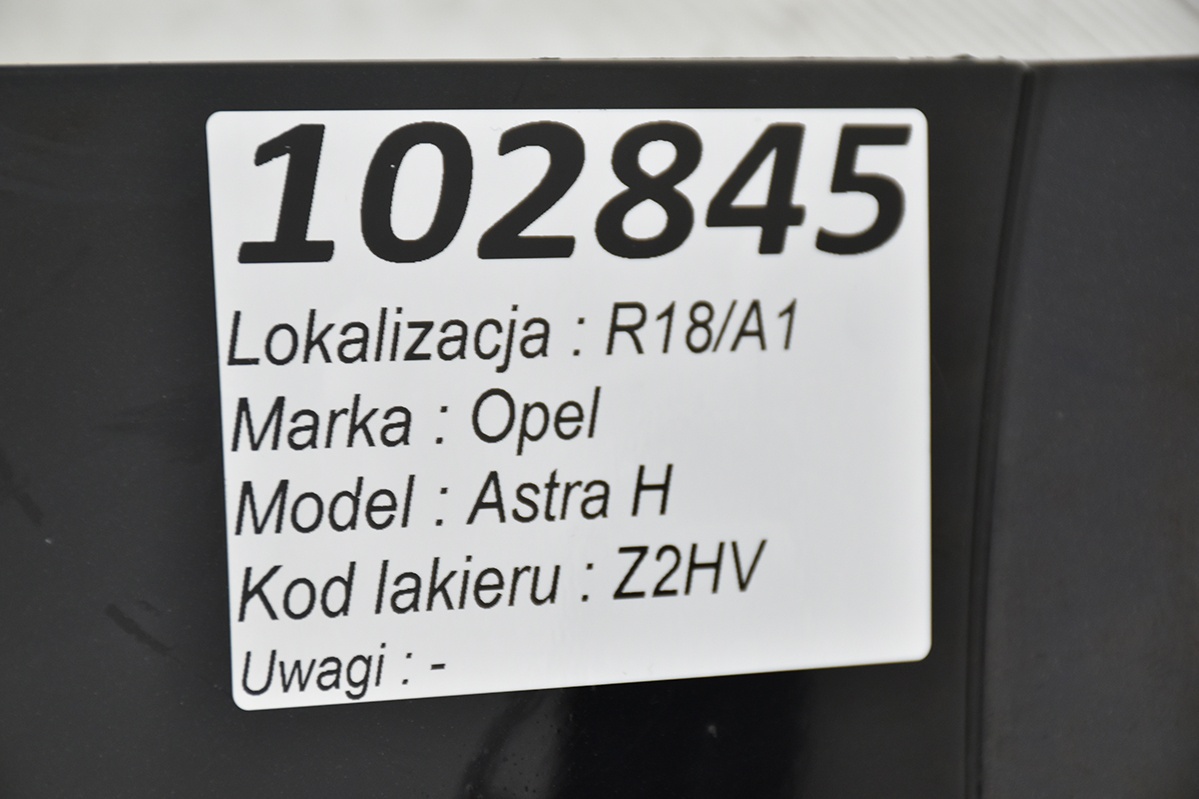 102845
Lokalizacja : R18/A1
Marka : Opel
Model : Astra H
Kod lakieru : Z2HV
Uwagi : -